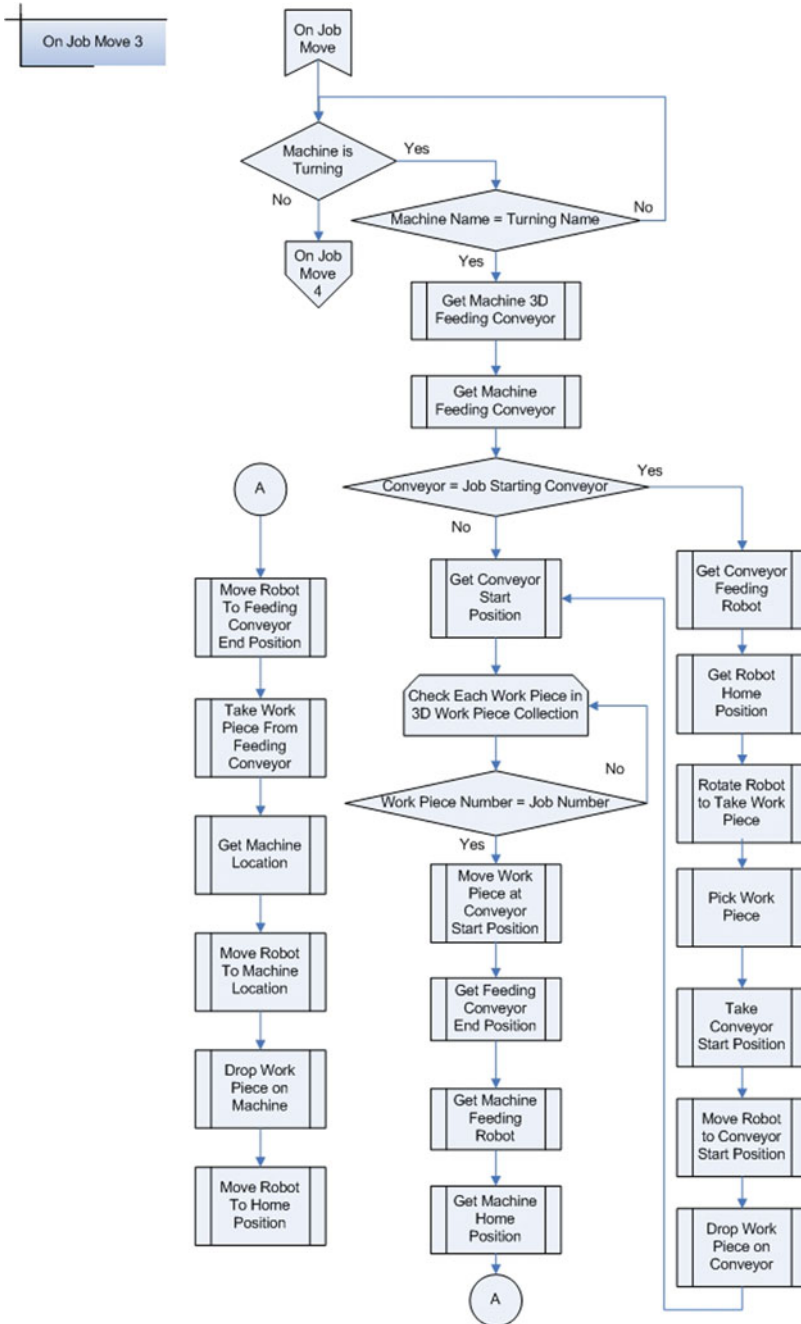 On Job Move 3
On Job
Move
Machine is
Turning
Yes
No
Machine Name = Turning Name
No
On Job
Move
4
Yes
Get Machine 3D
Feeding Conveyor
Get Machine
Feeding Conveyor
Conveyor = Job Starting Conveyor
Yes
No
Get Conveyor
Start
Position
Check Each Work Piece in
3D Work Piece Collection
No
Work Piece Number = Job Number
Yes
Move Work
Piece at
Conveyor
Start Position
Get Feeding
Conveyor
End Position
Get Machine
Feeding
Robot
Get Machine
Home
Position
A
Get Conveyor
Feeding
Robot
Get Robot
Home
Position
Rotate Robot
to Take Work
Piece
Pick Work
Piece
Take
Conveyor
Start Position
Move Robot
to Conveyor
Start Position
Drop Work
Piece on
Conveyor
A
Move Robot
To Feeding
Conveyor
End Position
Take Work
Piece From
Feeding
Conveyor
Get Machine
Location
Move Robot
To Machine
Location
Drop Work
Piece on
Machine
Move Robot
To Home
Position